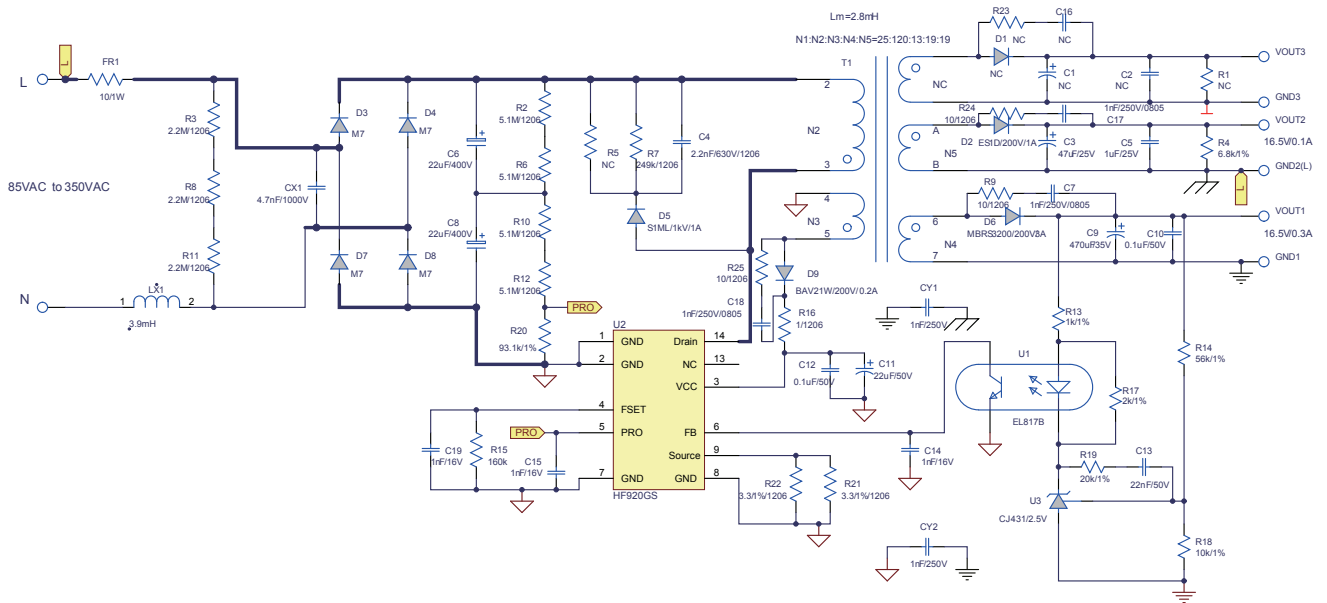 Lm=2.8mH
N1:N2:N3:N4:N5=25:120:13:19:19
L
L
FR1
10/1W
R3
2.2M/1206
R8
2.2M/1206
R11
2.2M/1206
85VAC to 350VAC
N
1
LX1
2
3.9mH
CX1
4.7nF/1000V
D3
M7
D4
M7
D7
M7
D8
M7
C6
22uF/400V
C8
22uF/400V
R2
5.1M/1206
R6
5.1M/1206
R10
5.1M/1206
R12
5.1M/1206
PRO
R20
93.1k/1%
R5
NC
R7
249k/1206
C4
2.2nF/630V/1206
D5
S1ML/1kV/1A
T1
2
N2
3
4
N3
5
NC
A
N5
B
6
N4
7
R23
NC
C16
NC
D1
NC
C1
NC
C2
NC
R1
NC
VOUT3
GND3
R24
10/1206
1nF/250V/0805
C17
D2
ES1D/200V/1A
C3
47uF/25V
C5
1uF/25V
R4
6.8k/1%
VOUT2
16.5V/0.1A
GND2(L)
L
R9
10/1206
C7
1nF/250V/0805
D6
MBRS3200/200V/3A
C9
470uF/35V
C10
0.1uF/50V
VOUT1
16.5V/0.3A
GND1
R25
10/1206
D9
BAV21W/200V/0.2A
C18
1nF/250V/0805
R16
1/1206
C12
0.1uF/50V
C11
22uF/50V
CY1
1nF/250V
R13
1k/1%
R14
56k/1%
U1
EL817B
R17
2k/1%
R19
20k/1%
C13
22nF/50V
U3
CJ431/2.5V
R18
10k/1%
U2
1
GND
Drain
14
2
GND
NC
13
VCC
3
4
FSET
5
PRO
FB
6
Source
9
7
GND
GND
8
HF920GS
PRO
C19
1nF/16V
R15
160k
C15
1nF/16V
C14
1nF/16V
R22
3.3/1%/1206
R21
3.3/1%/1206
CY2
1nF/250V